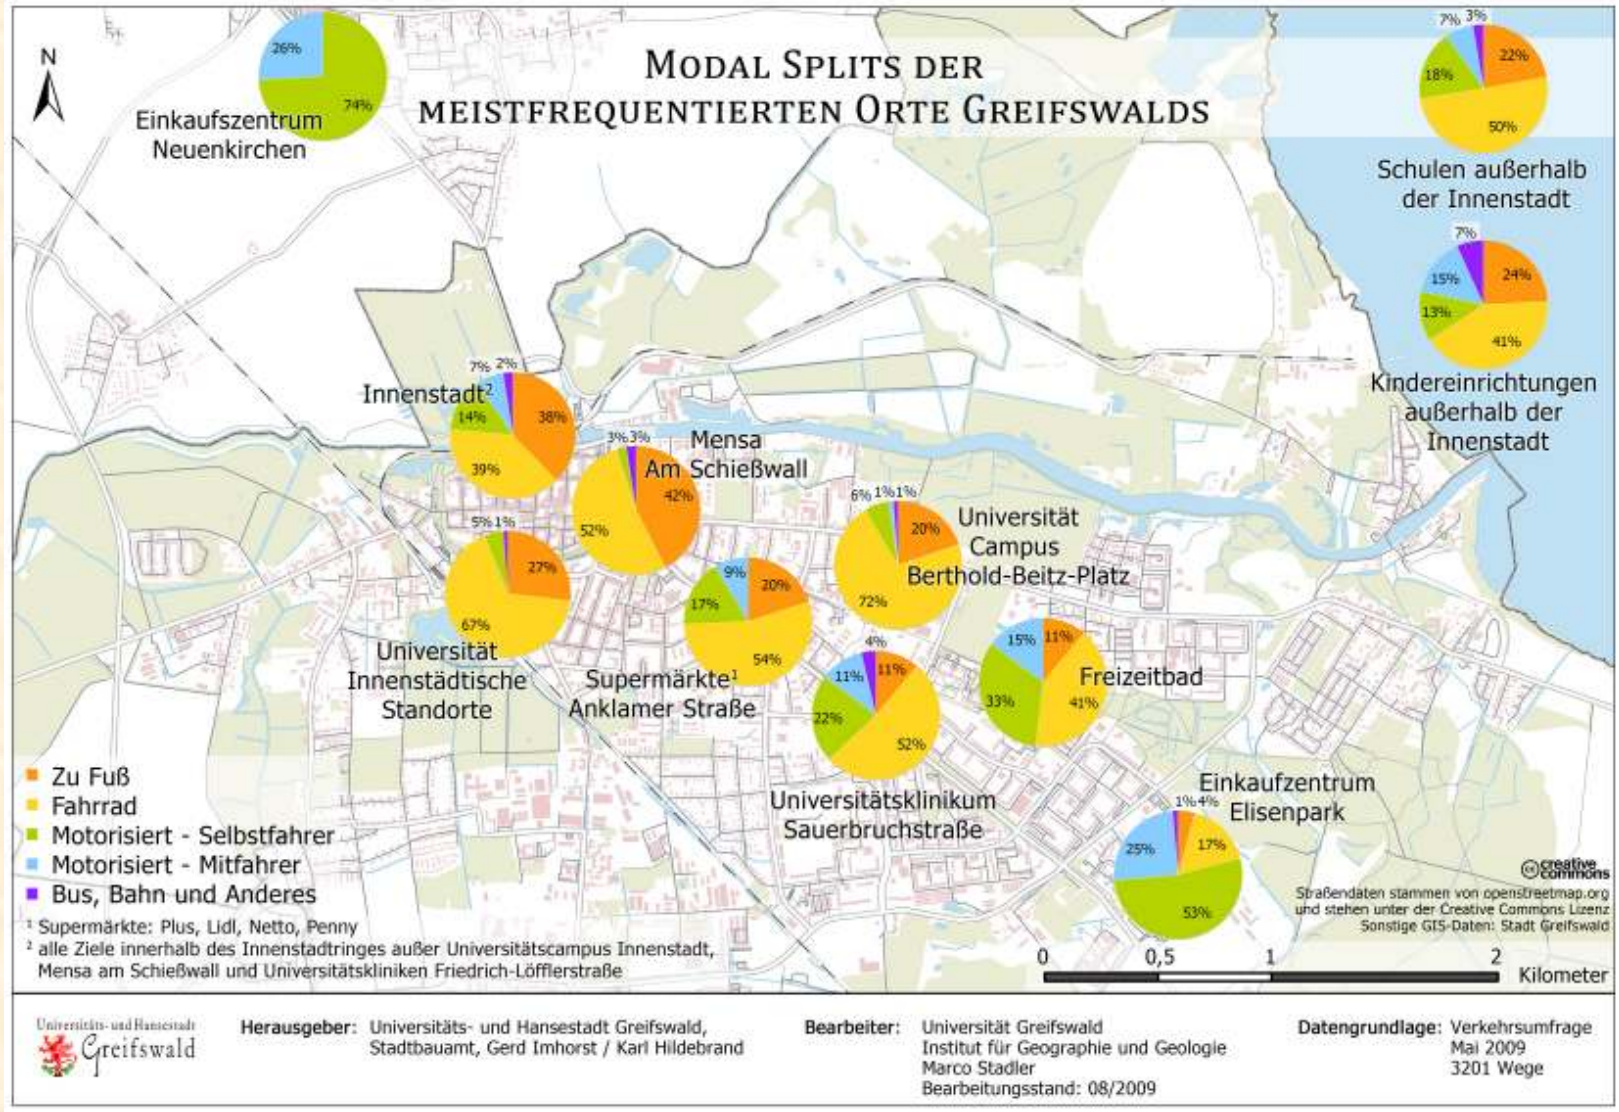 N
MODAL SPLITS DER
MEISTFREQUENTIERTEN ORTE GREIFSWALDS
26%
74%
Einkaufszentrum
Neuenkirchen
7% 3%
22%
18%
50%
Schulen außerhalb
der Innenstadt
7%
24%
15%
13%
41%
Kindereinrichtungen
außerhalb der
Innenstadt
7% 2%
Innenstadt²
38%
14%
39%
3% 3%
Mensa
Am Schießwall
42%
52%
5% 1%
27%
67%
Universität
Innenstädtische
Standorte
9%
20%
17%
54%
Supermärkte¹
Anklamer Straße
6% 1% 1%
20%
72%
Universität
Campus
Berthold-Beitz-Platz
4%
11%
11%
22%
52%
Universitätsklinikum
Sauerbruchstraße
15%
11%
33%
41%
Freizeitbad
Einkaufzentrum
Elisenpark
1% 4%
17%
25%
53%
Zu Fuß
Fahrrad
Motorisiert - Selbstfahrer
Motorisiert - Mitfahrer
Bus, Bahn und Anderes
¹ Supermärkte: Plus, Lidl, Netto, Penny
² alle Ziele innerhalb des Innenstadtringes außer Universitätscampus Innenstadt,
Mensa am Schießwall und Universitätskliniken Friedrich-Löfflerstraße
cc creative
commons
Straßendaten stammen von openstreetmap.org
und stehen unter der Creative Commons Lizenz
Sonstige GIS-Daten: Stadt Greifswald
0 0,5 1 2
Kilometer
Universitäts- und Hansestadt
Greifswald
Herausgeber: Universitäts- und Hansestadt Greifswald,
Stadtbauamt, Gerd Imhorst / Karl Hildebrand
Bearbeiter: Universität Greifswald
Institut für Geographie und Geologie
Marco Stadler
Bearbeitungsstand: 08/2009
Datengrundlage: Verkehrsumfrage
Mai 2009
3201 Wege